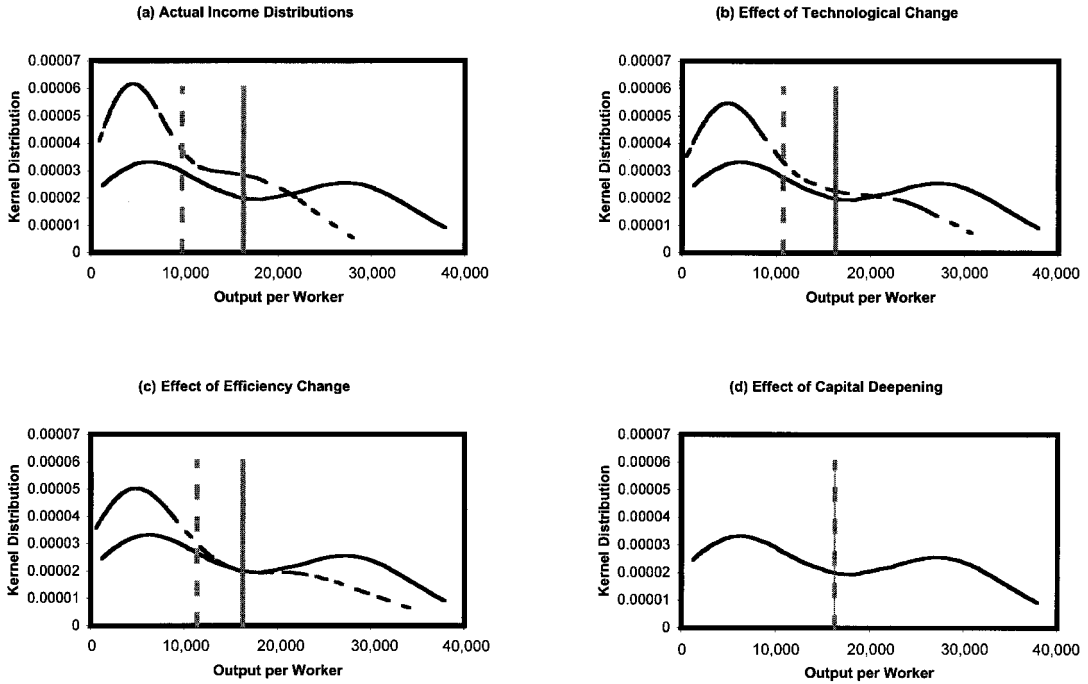 (a) Actual Income Distributions
Kernel Distribution
0.00007
0.00006
0.00005
0.00004
0.00003
0.00002
0.00001
0
0 10,000 20,000 30,000 40,000
Output per Worker
(b) Effect of Technological Change
Kernel Distribution
0.00007
0.00006
0.00005
0.00004
0.00003
0.00002
0.00001
0
0 10,000 20,000 30,000 40,000
Output per Worker
(c) Effect of Efficiency Change
Kernel Distribution
0.00007
0.00006
0.00005
0.00004
0.00003
0.00002
0.00001
0
0 10,000 20,000 30,000 40,000
Output per Worker
(d) Effect of Capital Deepening
Kernel Distribution
0.00007
0.00006
0.00005
0.00004
0.00003
0.00002
0.00001
0
0 10,000 20,000 30,000 40,000
Output per Worker